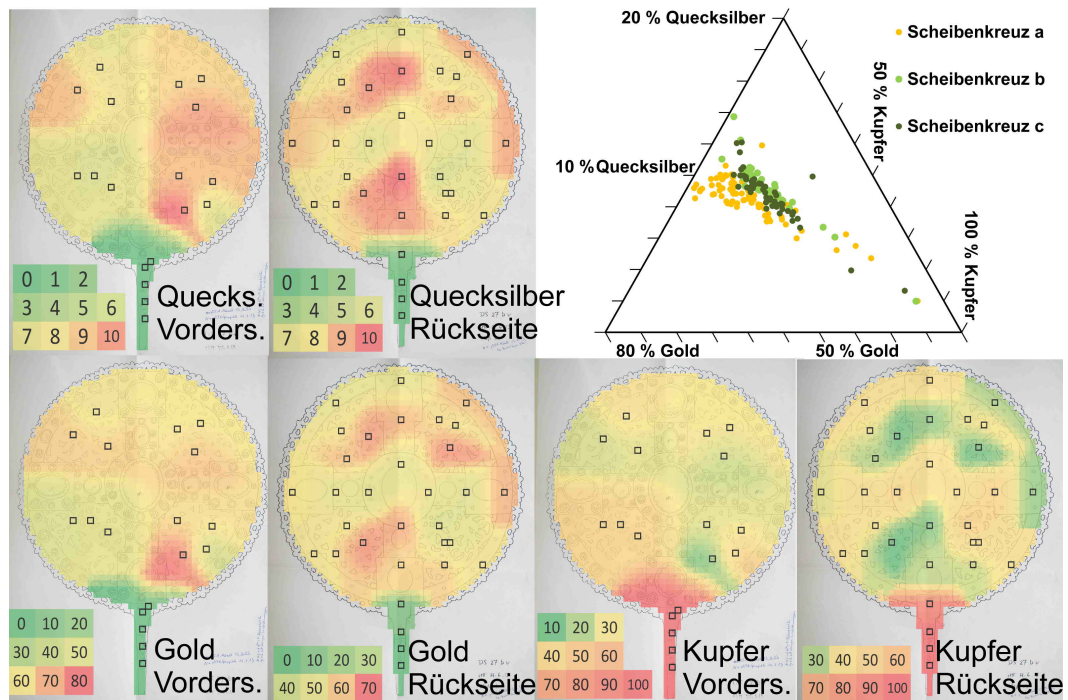 0 1 2
3 4 5 6
7 8 9 10
Quecks.
Vorders.
0 1 2
3 4 5 6
7 8 9 10
Quecksilber
Rückseite
20 % Quecksilber
Scheibenkreuz a
Scheibenkreuz b
Scheibenkreuz c
50 % Kupfer
10 % Quecksilber
100 % Kupfer
80 % Gold
50 % Gold
0 10 20
30 40 50
60 70 80
Gold
Vorders.
0 10 20 30
40 50 60 70
Gold
Rückseite
10 20 30
40 50 60
70 80 90 100
Kupfer
Vorders.
30 40 50 60
70 80 90 100
Kupfer
Rückseite